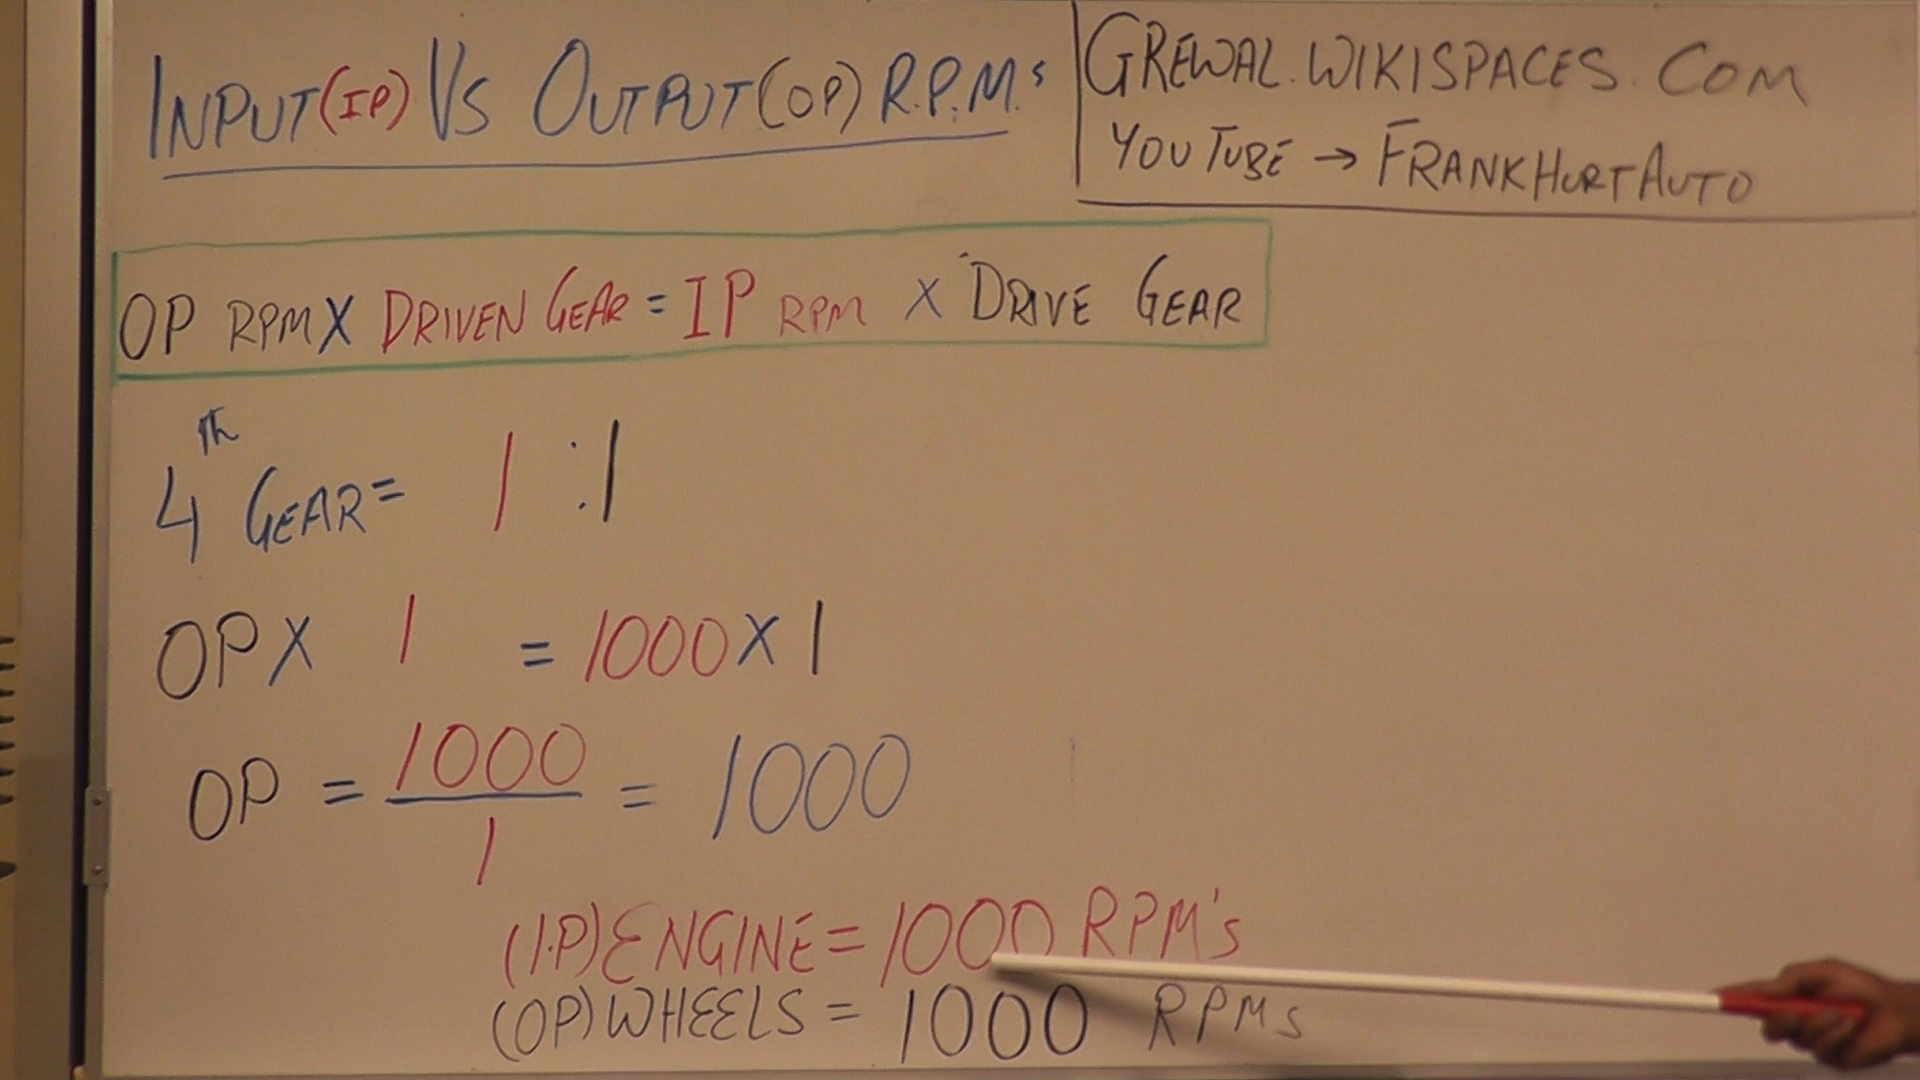 INPUT(IP) VS OUTPUT(OP) R.P.M.s
GREWAL.WIKISPACES.COM
YOUTUBE → FRANKHURTAUTO
OP RPM X DRIVEN GEAR = IP RPM X DRIVE GEAR
4th GEAR = 1 : 1
OP X 1 = 1000 X 1
OP = 1000/1 = 1000
(I.P) ENGINE = 1000 RPM's
(OP) WHEELS = 1000 RPMs